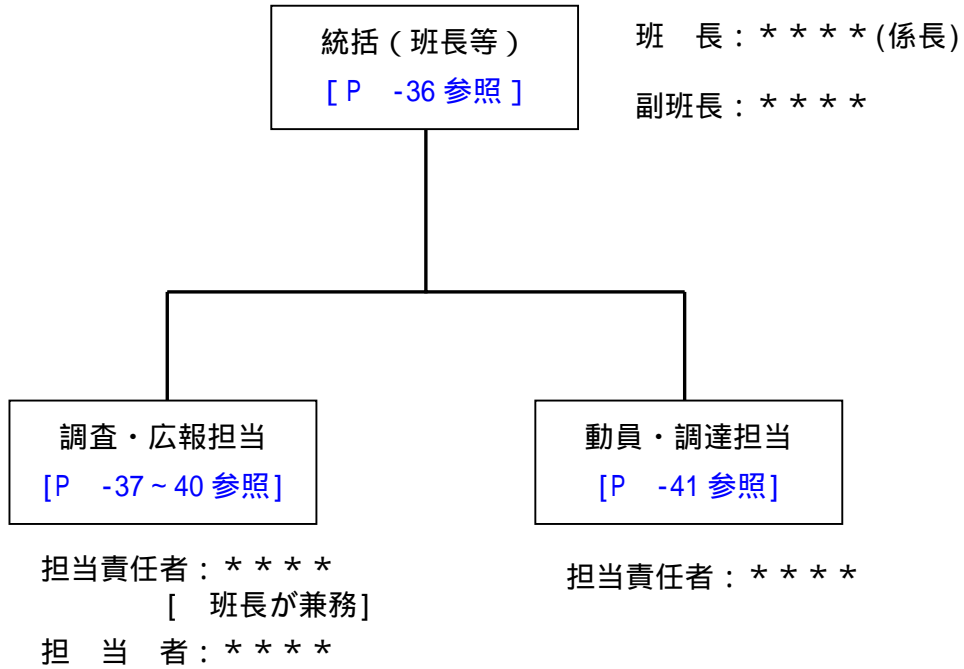 統括（班長等）
[P　-36 参照 ]
班　長：＊＊＊＊(係長)
副班長：＊＊＊＊
調査・広報担当
[P　-37～40 参照]
担当責任者：＊＊＊＊
[　班長が兼務]
担　当　者：＊＊＊＊
動員・調達担当
[P　-41 参照]
担当責任者：＊＊＊＊